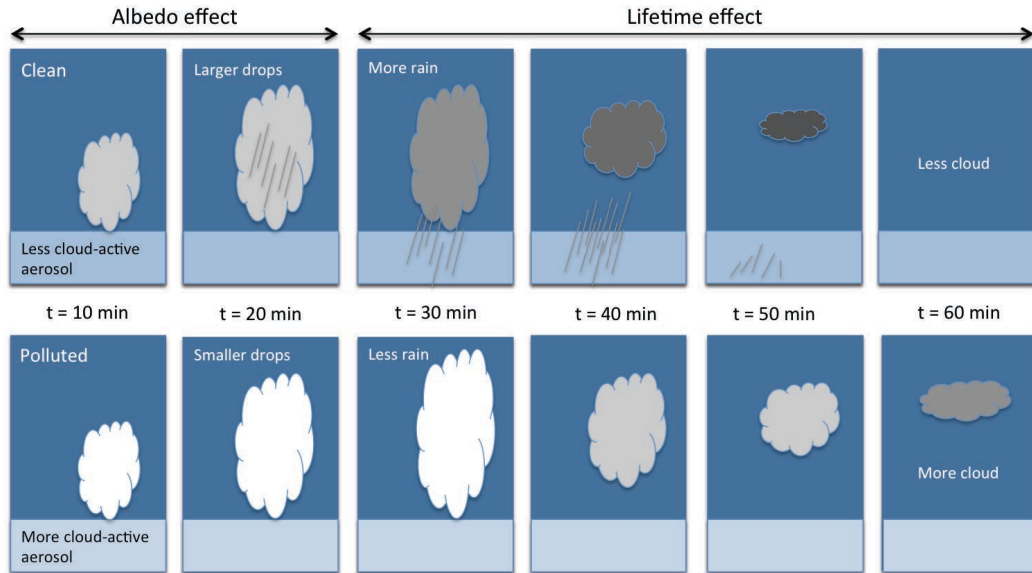 Albedo effect
Lifetime effect
Clean
Larger drops
More rain
Less cloud
Less cloud-active
aerosol
t = 10 min
t = 20 min
t = 30 min
t = 40 min
t = 50 min
t = 60 min
Polluted
Smaller drops
Less rain
More cloud
More cloud-active
aerosol